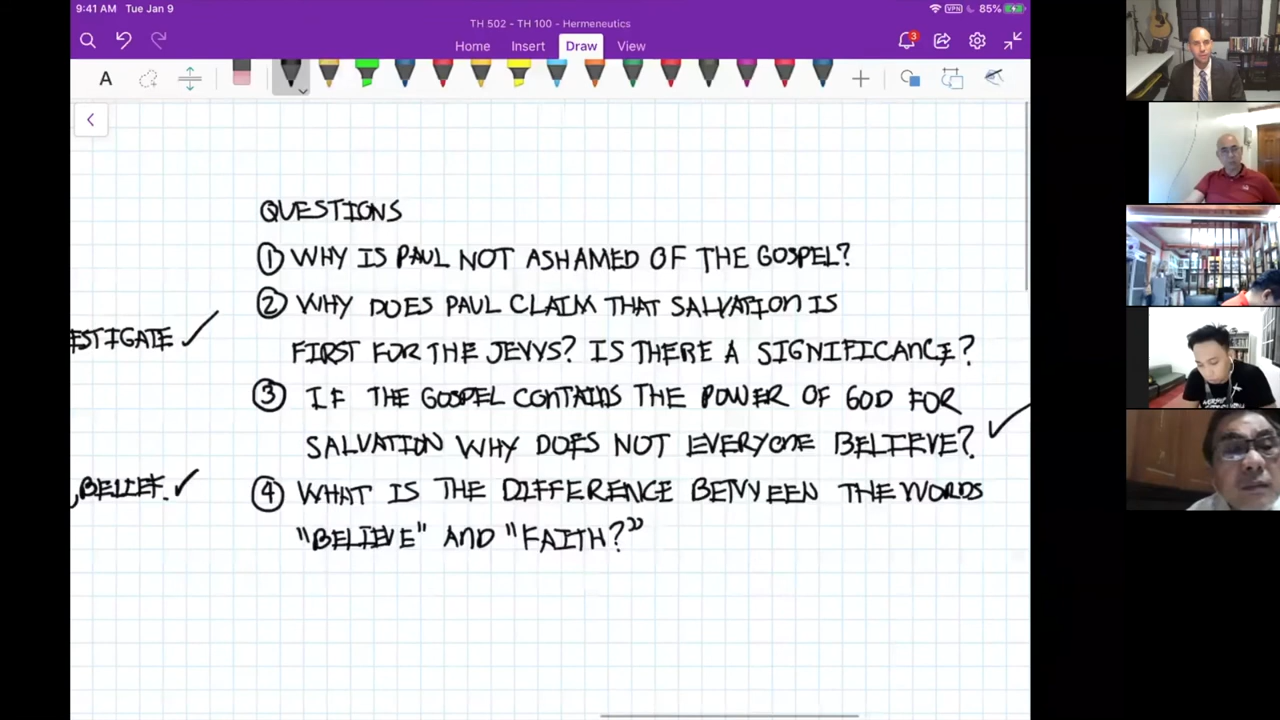 9:41 AM Tue Jan 9
85%
TH 502 - TH 100 - Hermeneutics
Home Insert Draw View
3
A
QUESTIONS
① WHY IS PAUL NOT ASHAMED OF THE GOSPEL?
② WHY DOES PAUL CLAIM THAT SALVATION IS
ESTIGATE ✓ FIRST FOR THE JEWS? IS THERE A SIGNIFICANCE?
③ IF THE GOSPEL CONTAINS THE POWER OF GOD FOR
SALVATION WHY DOES NOT EVERYONE BELIEVE? ✓
BELIEF. ✓ ④ WHAT IS THE DIFFERENCE BETWEEN THE WORDS
"BELIEVE" AND "FAITH?"